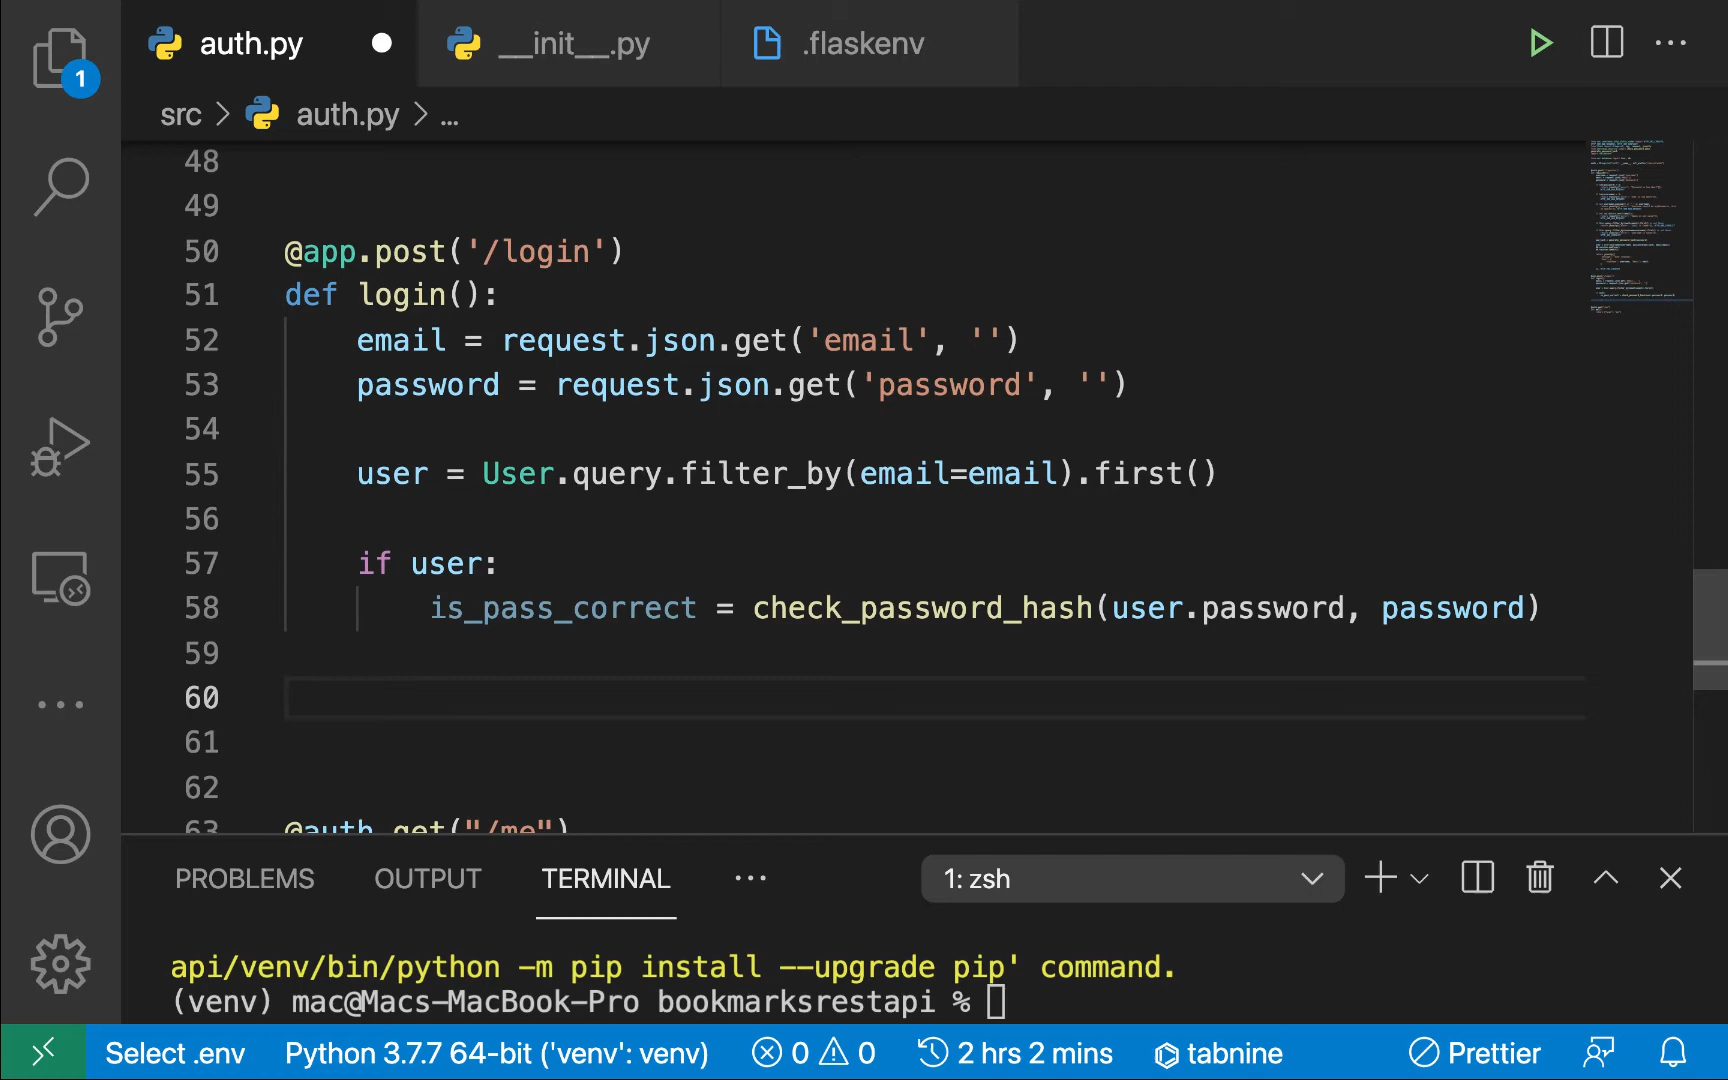 auth.py
__init__.py
.flaskenv
1
src > auth.py > ...
48
49
50 @app.post('/login')
51 def login():
52 email = request.json.get('email', '')
53 password = request.json.get('password', '')
54
55 user = User.query.filter_by(email=email).first()
56
57 if user:
58 is_pass_correct = check_password_hash(user.password, password)
59
60
61
62
63 @auth.get("/me")
PROBLEMS OUTPUT TERMINAL ... 1: zsh
api/venv/bin/python -m pip install --upgrade pip' command.
(venv) mac@Macs-MacBook-Pro bookmarksrestapi %
Select .env Python 3.7.7 64-bit ('venv': venv) 0 0 2 hrs 2 mins tabnine Prettier